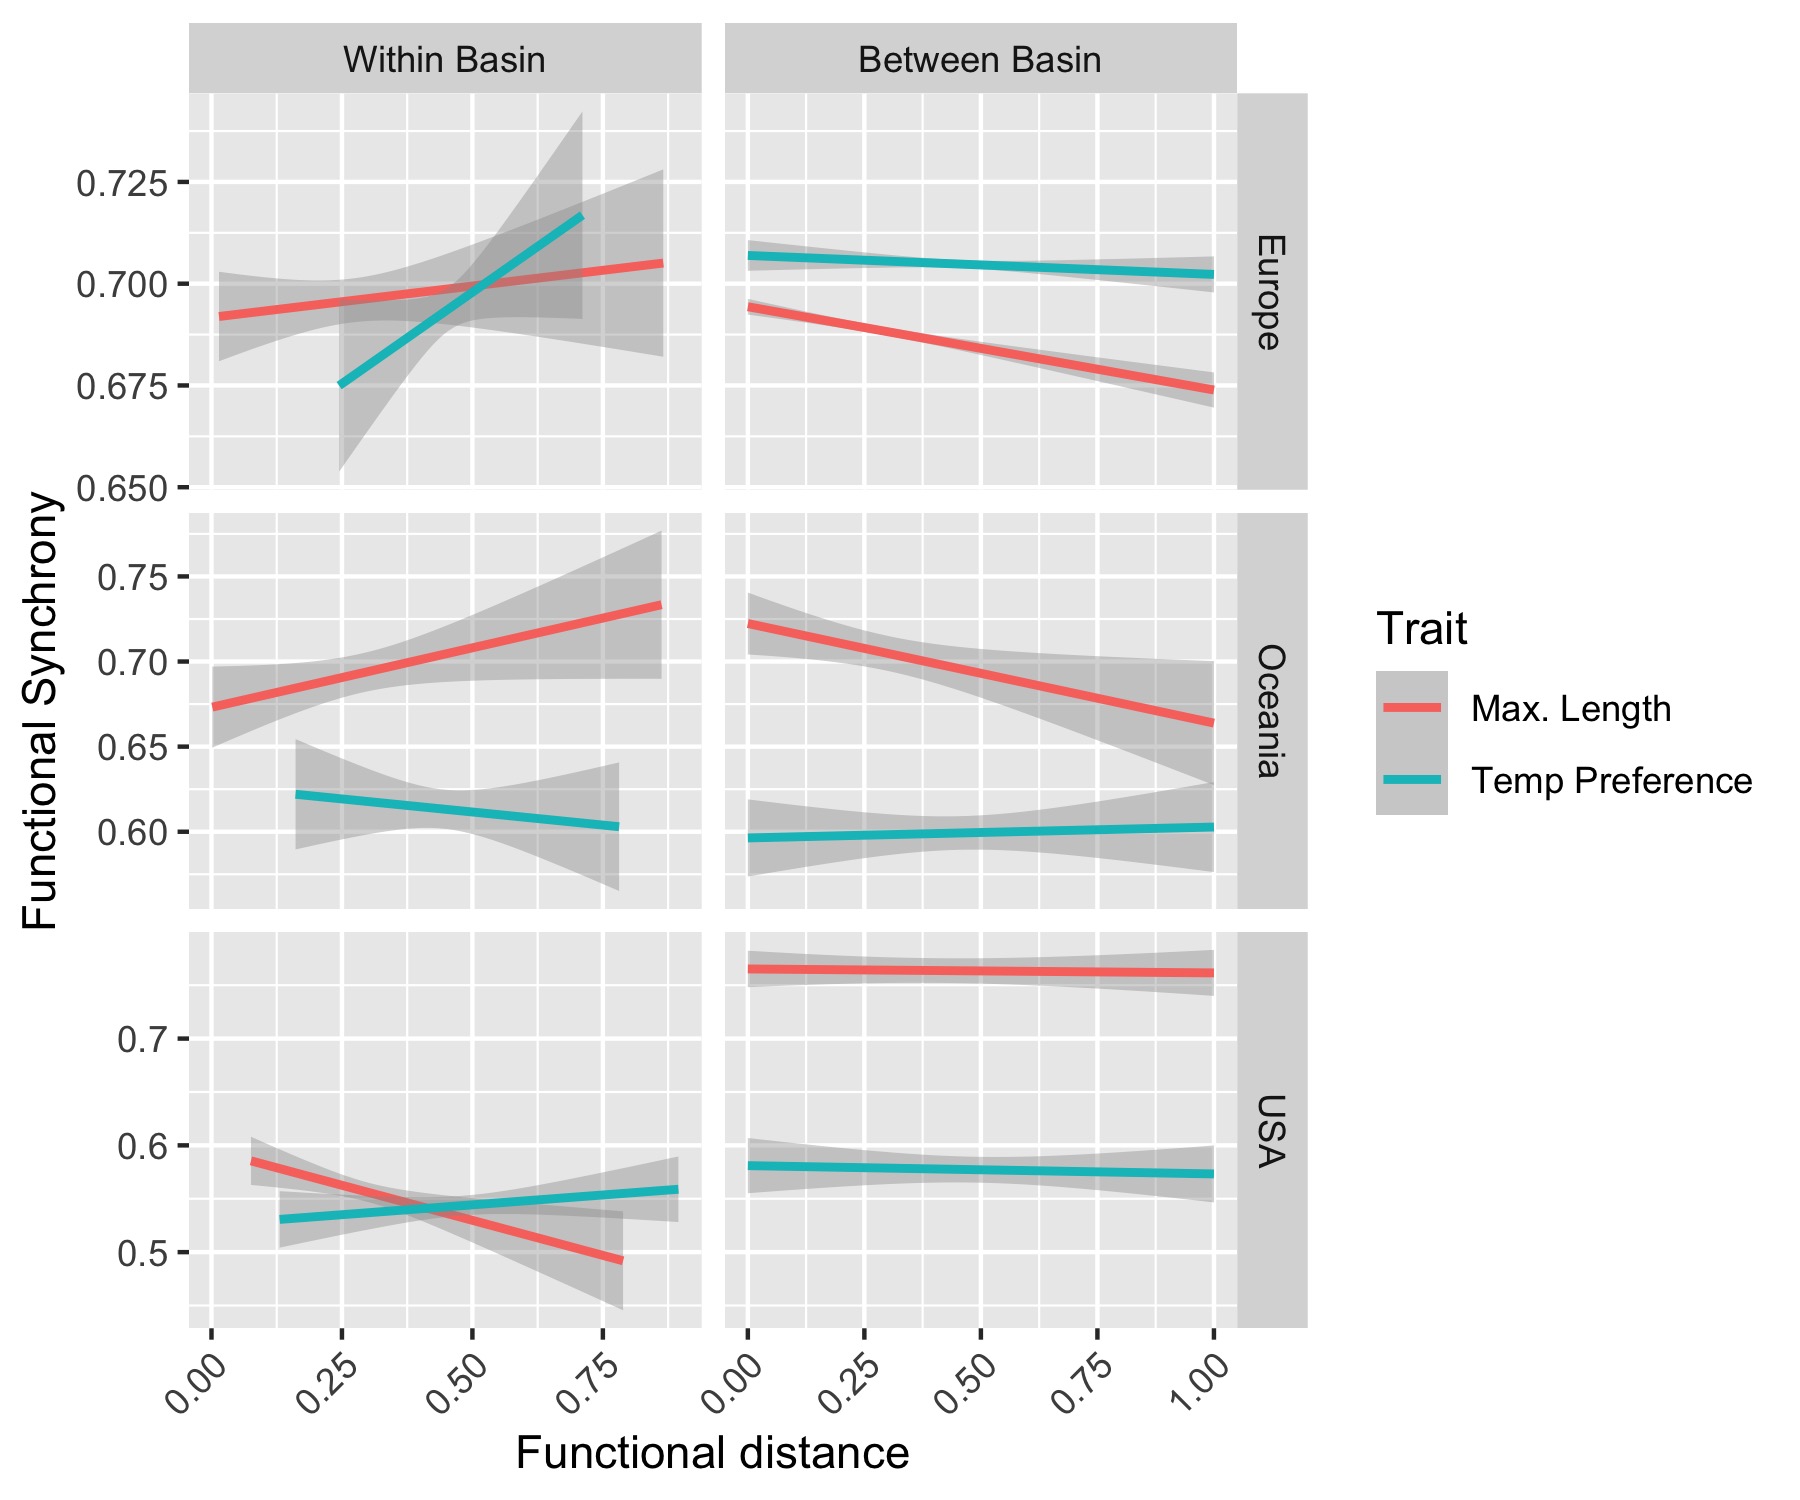 Within Basin
Between Basin
0.725
0.700
0.675
0.650
Europe
0.75
0.70
0.65
0.60
Oceania
0.7
0.6
0.5
USA
Functional Synchrony
0.00
0.25
0.50
0.75
0.00
0.25
0.50
0.75
1.00
Functional distance
Trait
Max. Length
Temp Preference